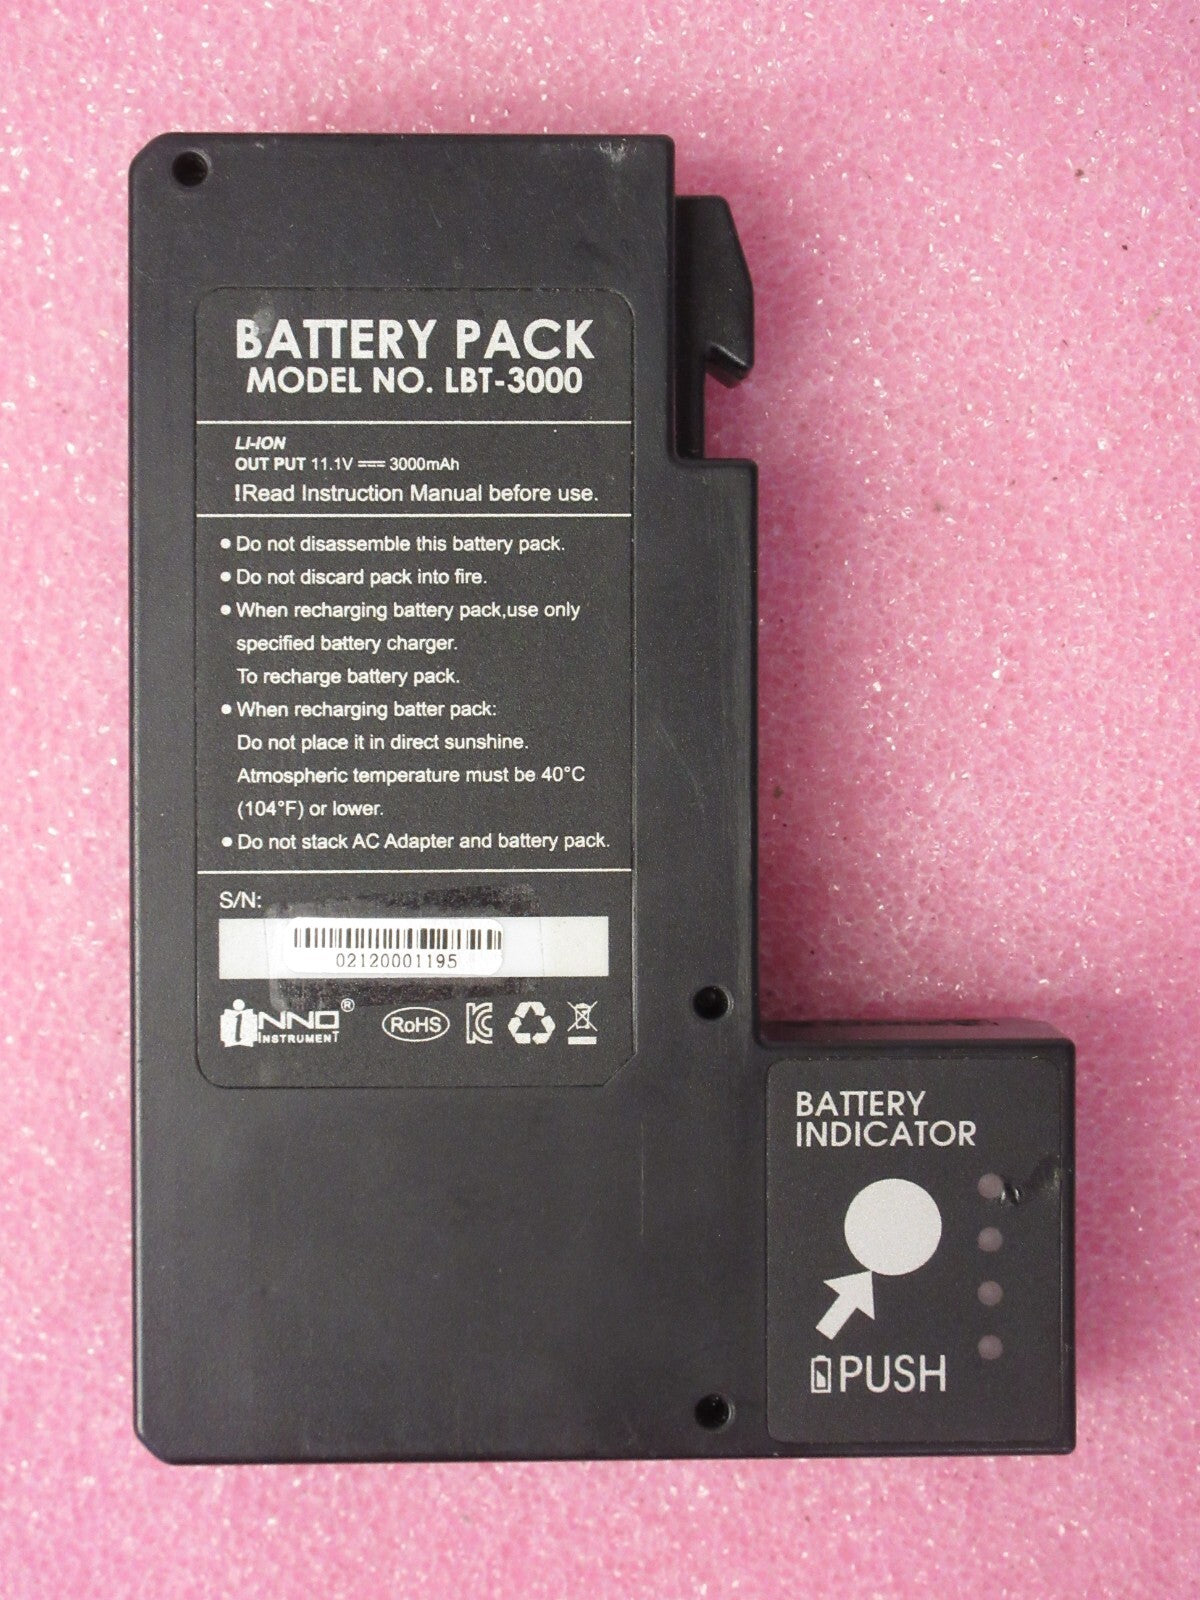 BATTERY PACK
MODEL NO. LBT-3000
LI-ION
OUT PUT 11.1V ⎓ 3000mAh
!Read Instruction Manual before use.
● Do not disassemble this battery pack.
● Do not discard pack into fire.
● When recharging battery pack,use only
specified battery charger.
To recharge battery pack.
● When recharging batter pack:
Do not place it in direct sunshine.
Atmospheric temperature must be 40°C
(104°F) or lower.
● Do not stack AC Adapter and battery pack.
S/N:
02120001195
iNNO®
INSTRUMENT
RoHS
BATTERY
INDICATOR
PUSH